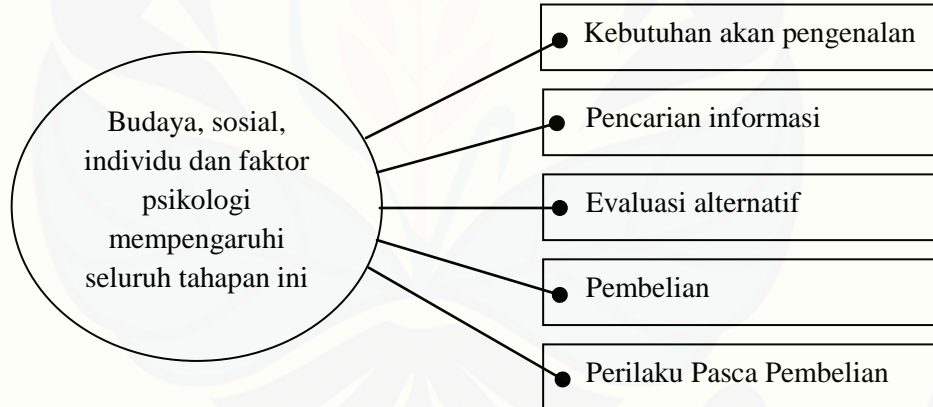 Budaya, sosial,
individu dan faktor
psikologi
mempengaruhi
seluruh tahapan ini
Kebutuhan akan pengenalan
Pencarian informasi
Evaluasi alternatif
Pembelian
Perilaku Pasca Pembelian